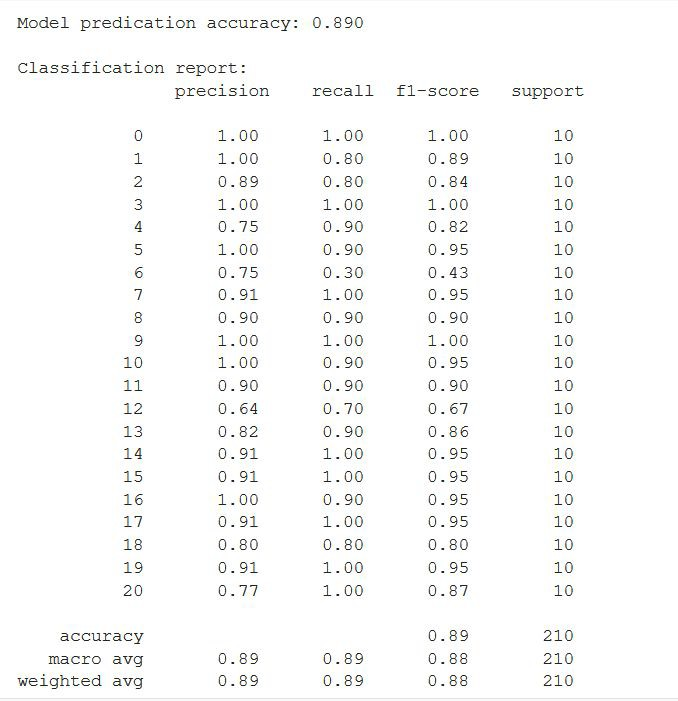 Model predication accuracy: 0.890
Classification report:
precision recall f1-score support
0 1.00 1.00 1.00 10
1 1.00 0.80 0.89 10
2 0.89 0.80 0.84 10
3 1.00 1.00 1.00 10
4 0.75 0.90 0.82 10
5 1.00 0.90 0.95 10
6 0.75 0.30 0.43 10
7 0.91 1.00 0.95 10
8 0.90 0.90 0.90 10
9 1.00 1.00 1.00 10
10 1.00 0.90 0.95 10
11 0.90 0.90 0.90 10
12 0.64 0.70 0.67 10
13 0.82 0.90 0.86 10
14 0.91 1.00 0.95 10
15 0.91 1.00 0.95 10
16 1.00 0.90 0.95 10
17 0.91 1.00 0.95 10
18 0.80 0.80 0.80 10
19 0.91 1.00 0.95 10
20 0.77 1.00 0.87 10
accuracy 0.89 210
macro avg 0.89 0.89 0.88 210
weighted avg 0.89 0.89 0.88 210